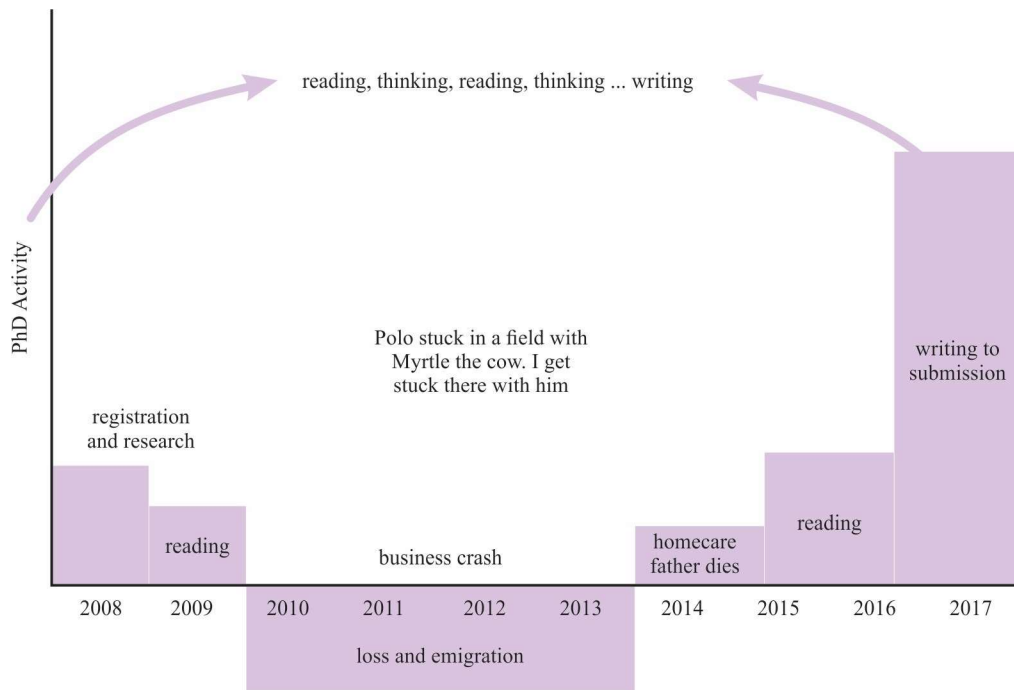 reading, thinking, reading, thinking ... writing
PhD Activity
Polo stuck in a field with
Myrtle the cow. I get
stuck there with him
writing to
submission
registration
and research
reading
business crash
homecare
father dies
reading
2008 2009 2010 2011 2012 2013 2014 2015 2016 2017
loss and emigration